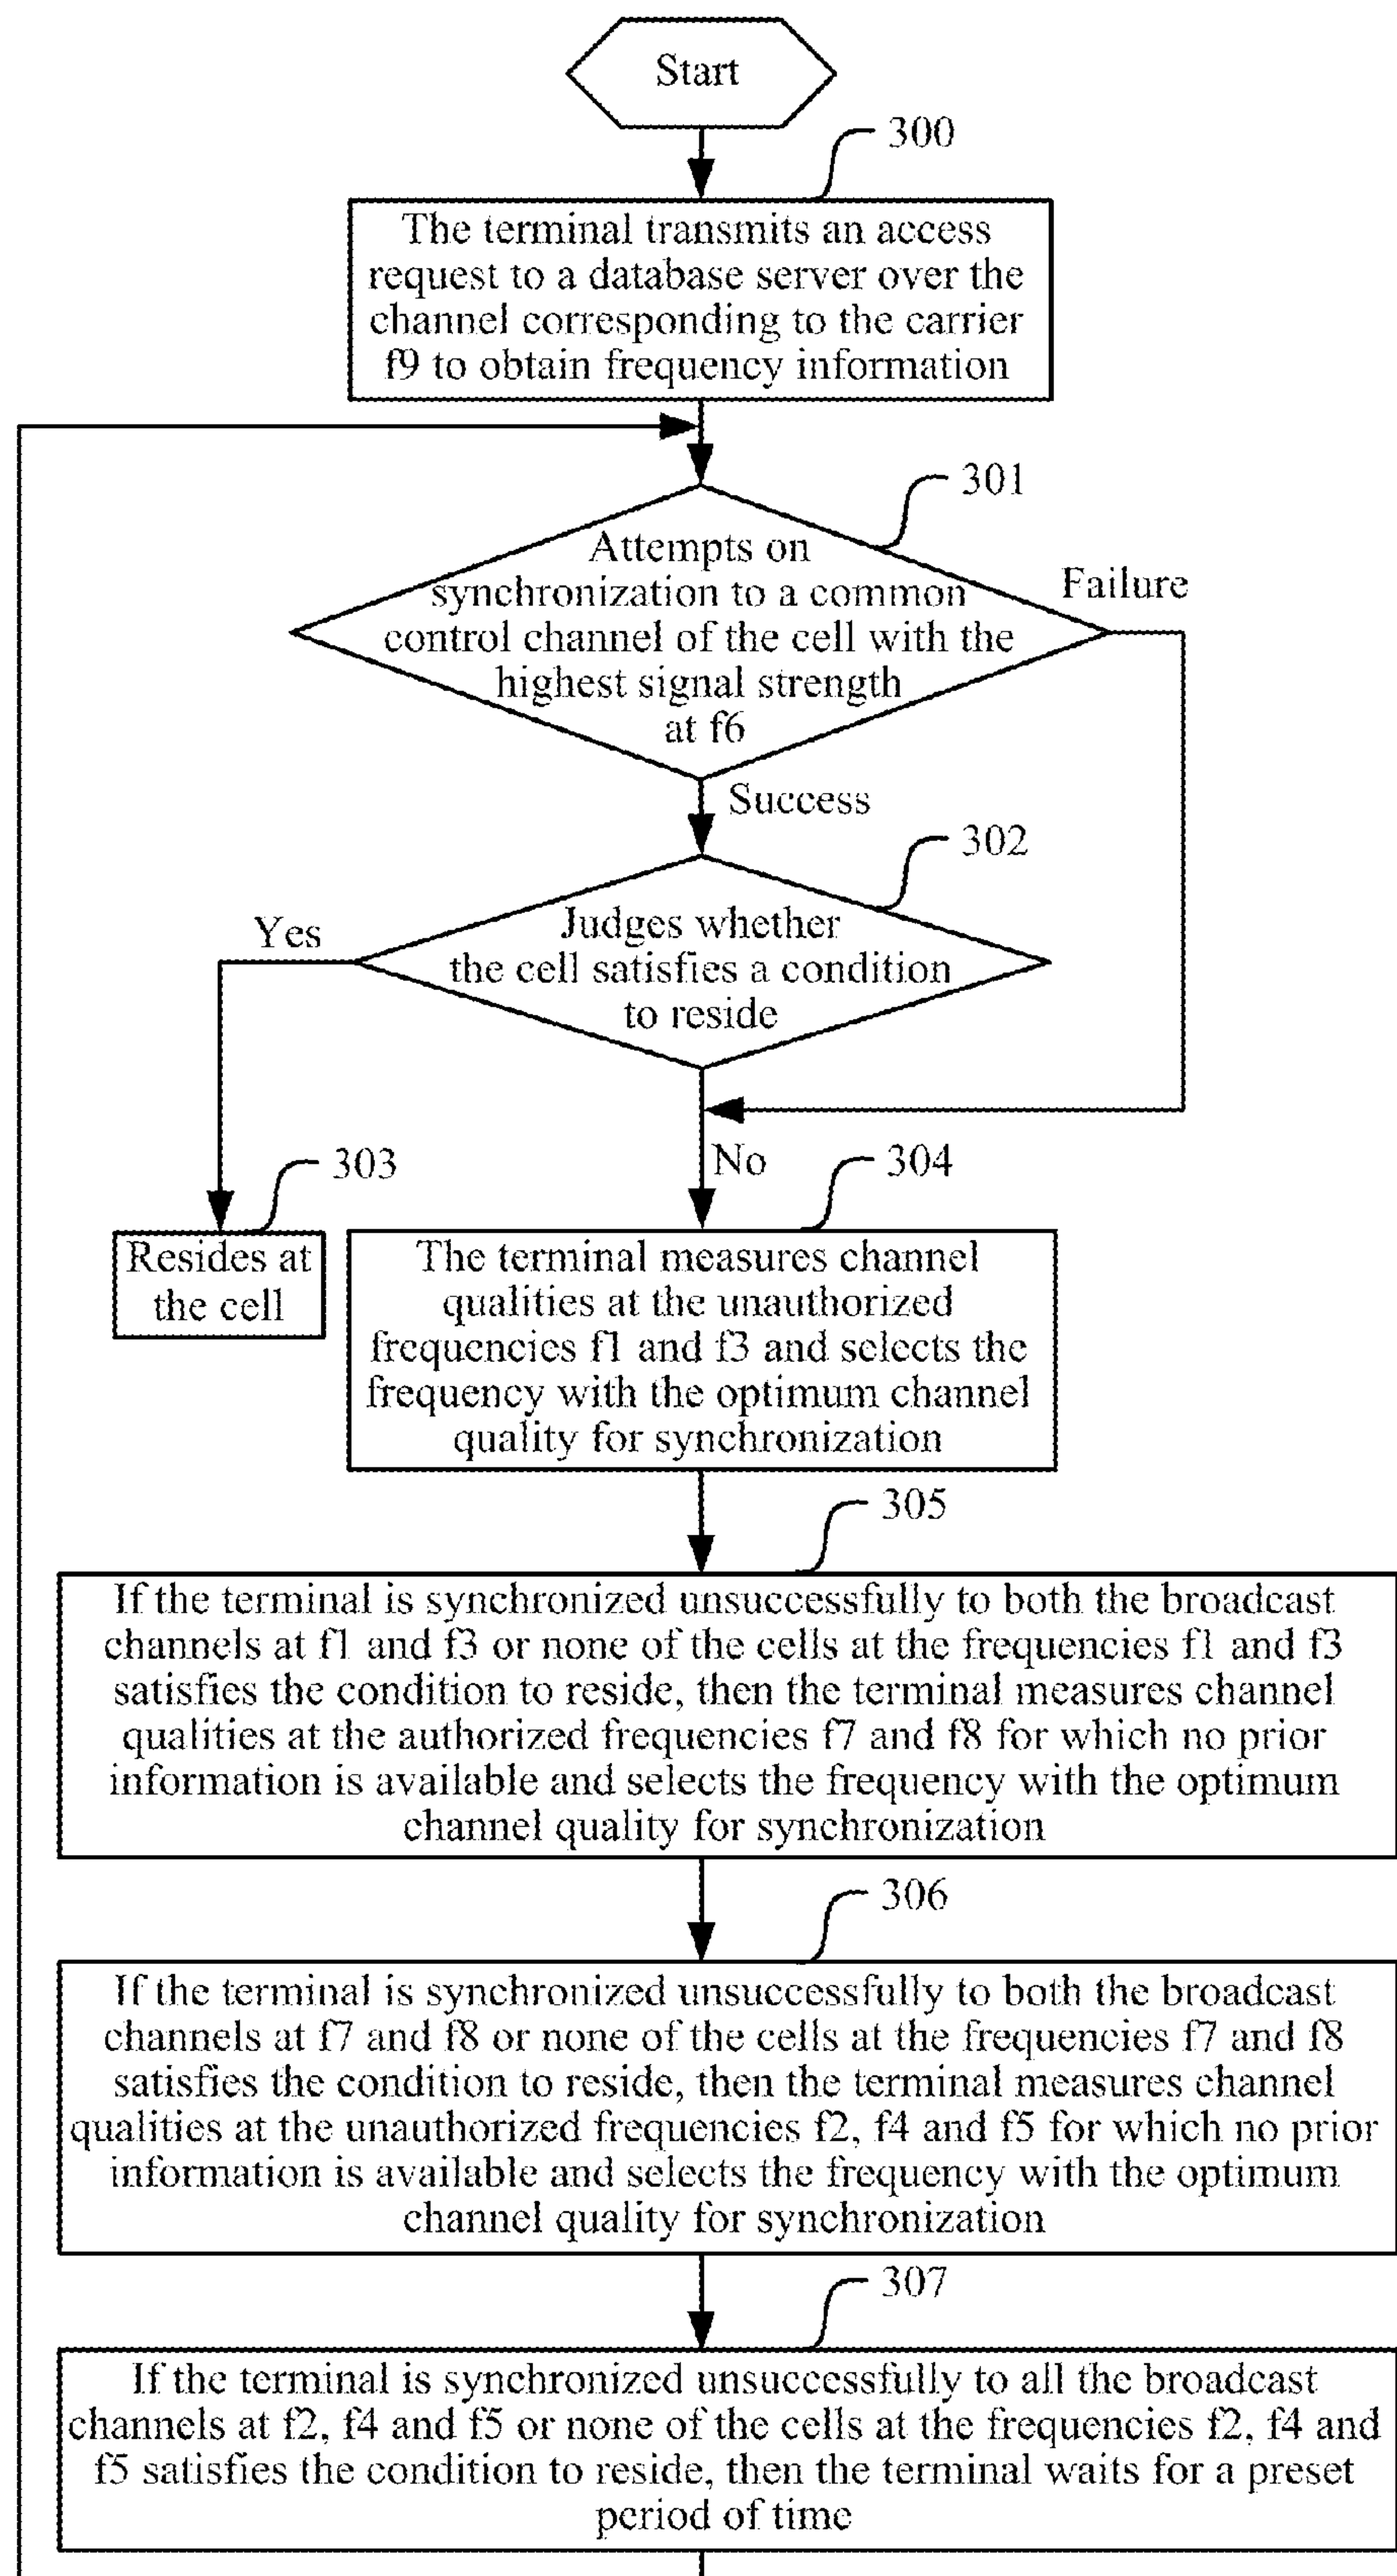 Start
300
The terminal transmits an access
request to a database server over the
channel corresponding to the carrier
f9 to obtain frequency information
301
Attempts on
synchronization to a common
control channel of the cell with the
highest signal strength
at f6
Failure
Success
302
Judges whether
the cell satisfies a condition
to reside
Yes
No
303
Resides at
the cell
304
The terminal measures channel
qualities at the unauthorized
frequencies f1 and f3 and selects the
frequency with the optimum channel
quality for synchronization
305
If the terminal is synchronized unsuccessfully to both the broadcast
channels at f1 and f3 or none of the cells at the frequencies f1 and f3
satisfies the condition to reside, then the terminal measures channel
qualities at the authorized frequencies f7 and f8 for which no prior
information is available and selects the frequency with the optimum
channel quality for synchronization
306
If the terminal is synchronized unsuccessfully to both the broadcast
channels at f7 and f8 or none of the cells at the frequencies f7 and f8
satisfies the condition to reside, then the terminal measures channel
qualities at the unauthorized frequencies f2, f4 and f5 for which no prior
information is available and selects the frequency with the optimum
channel quality for synchronization
307
If the terminal is synchronized unsuccessfully to all the broadcast
channels at f2, f4 and f5 or none of the cells at the frequencies f2, f4 and
f5 satisfies the condition to reside, then the terminal waits for a preset
period of time